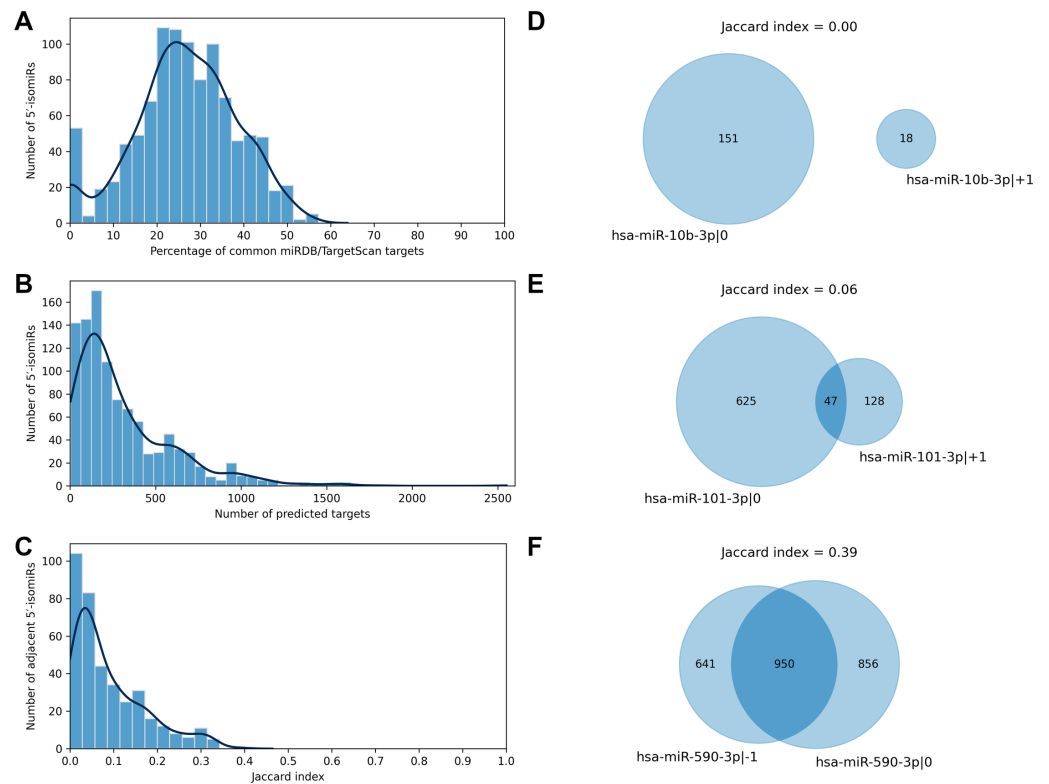 A
100
80
60
40
20
0
Number of 5′-isomiRs
0 10 20 30 40 50 60 70 80 90 100
Percentage of common miRDB/TargetScan targets
B
160
140
120
100
80
60
40
20
0
Number of 5′-isomiRs
0 500 1000 1500 2000 2500
Number of predicted targets
C
100
80
60
40
20
0
Number of adjacent 5′-isomiRs
0.0 0.1 0.2 0.3 0.4 0.5 0.6 0.7 0.8 0.9 1.0
Jaccard index
D
Jaccard index = 0.00
151
18
hsa-miR-10b-3p|+1
hsa-miR-10b-3p|0
E
Jaccard index = 0.06
625 47 128
hsa-miR-101-3p|+1
hsa-miR-101-3p|0
F
Jaccard index = 0.39
641 950 856
hsa-miR-590-3p|-1
hsa-miR-590-3p|0